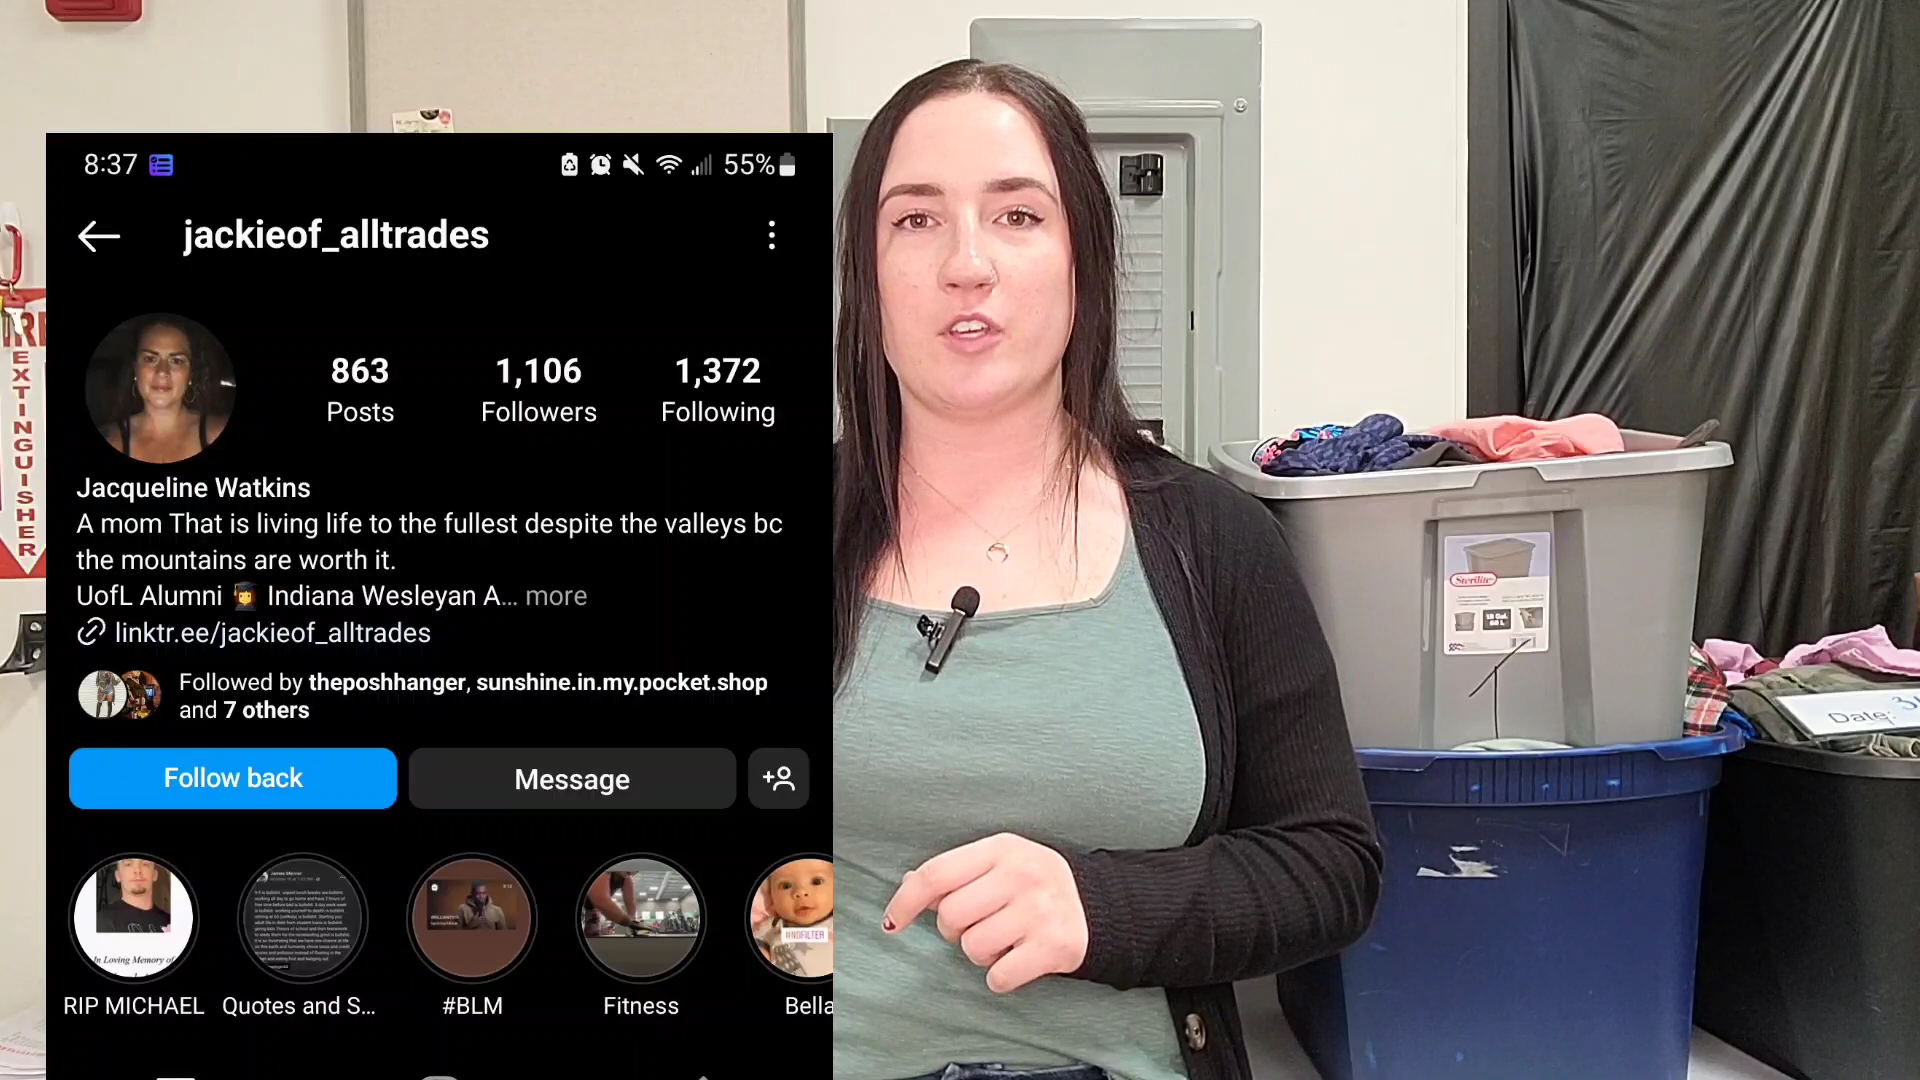 8:37
55%
jackieof_alltrades
863
1,106
1,372
Posts
Followers
Following
Jacqueline Watkins
A mom That is living life to the fullest despite the valleys bc
the mountains are worth it.
UofL Alumni 👩‍🎓 Indiana Wesleyan A... more
linktr.ee/jackieof_alltrades
Followed by theposhhanger, sunshine.in.my.pocket.shop
and 7 others
Follow back
Message
In Loving Memory of
#NOFILTER
RIP MICHAEL
Quotes and S...
#BLM
Fitness
Bella
EXTINGUISHER
Sterilite
Date: